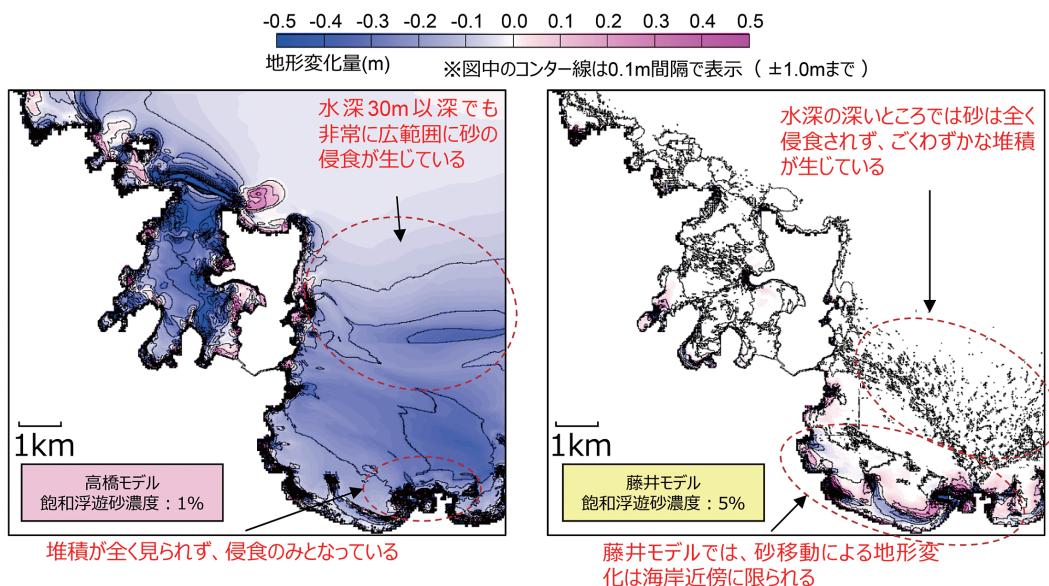 -0.5 -0.4 -0.3 -0.2 -0.1 0.0 0.1 0.2 0.3 0.4 0.5
地形変化量(m)
※図中のコンター線は0.1m間隔で表示（ ±1.0mまで ）
水深30m以深でも
非常に広範囲に砂の
侵食が生じている
1km
高橋モデル
飽和浮遊砂濃度：1%
堆積が全く見られず、侵食のみとなっている
水深の深いところでは砂は全く
侵食されず、ごくわずかな堆積
が生じている
1km
藤井モデル
飽和浮遊砂濃度：5%
藤井モデルでは、砂移動による地形変
化は海岸近傍に限られる